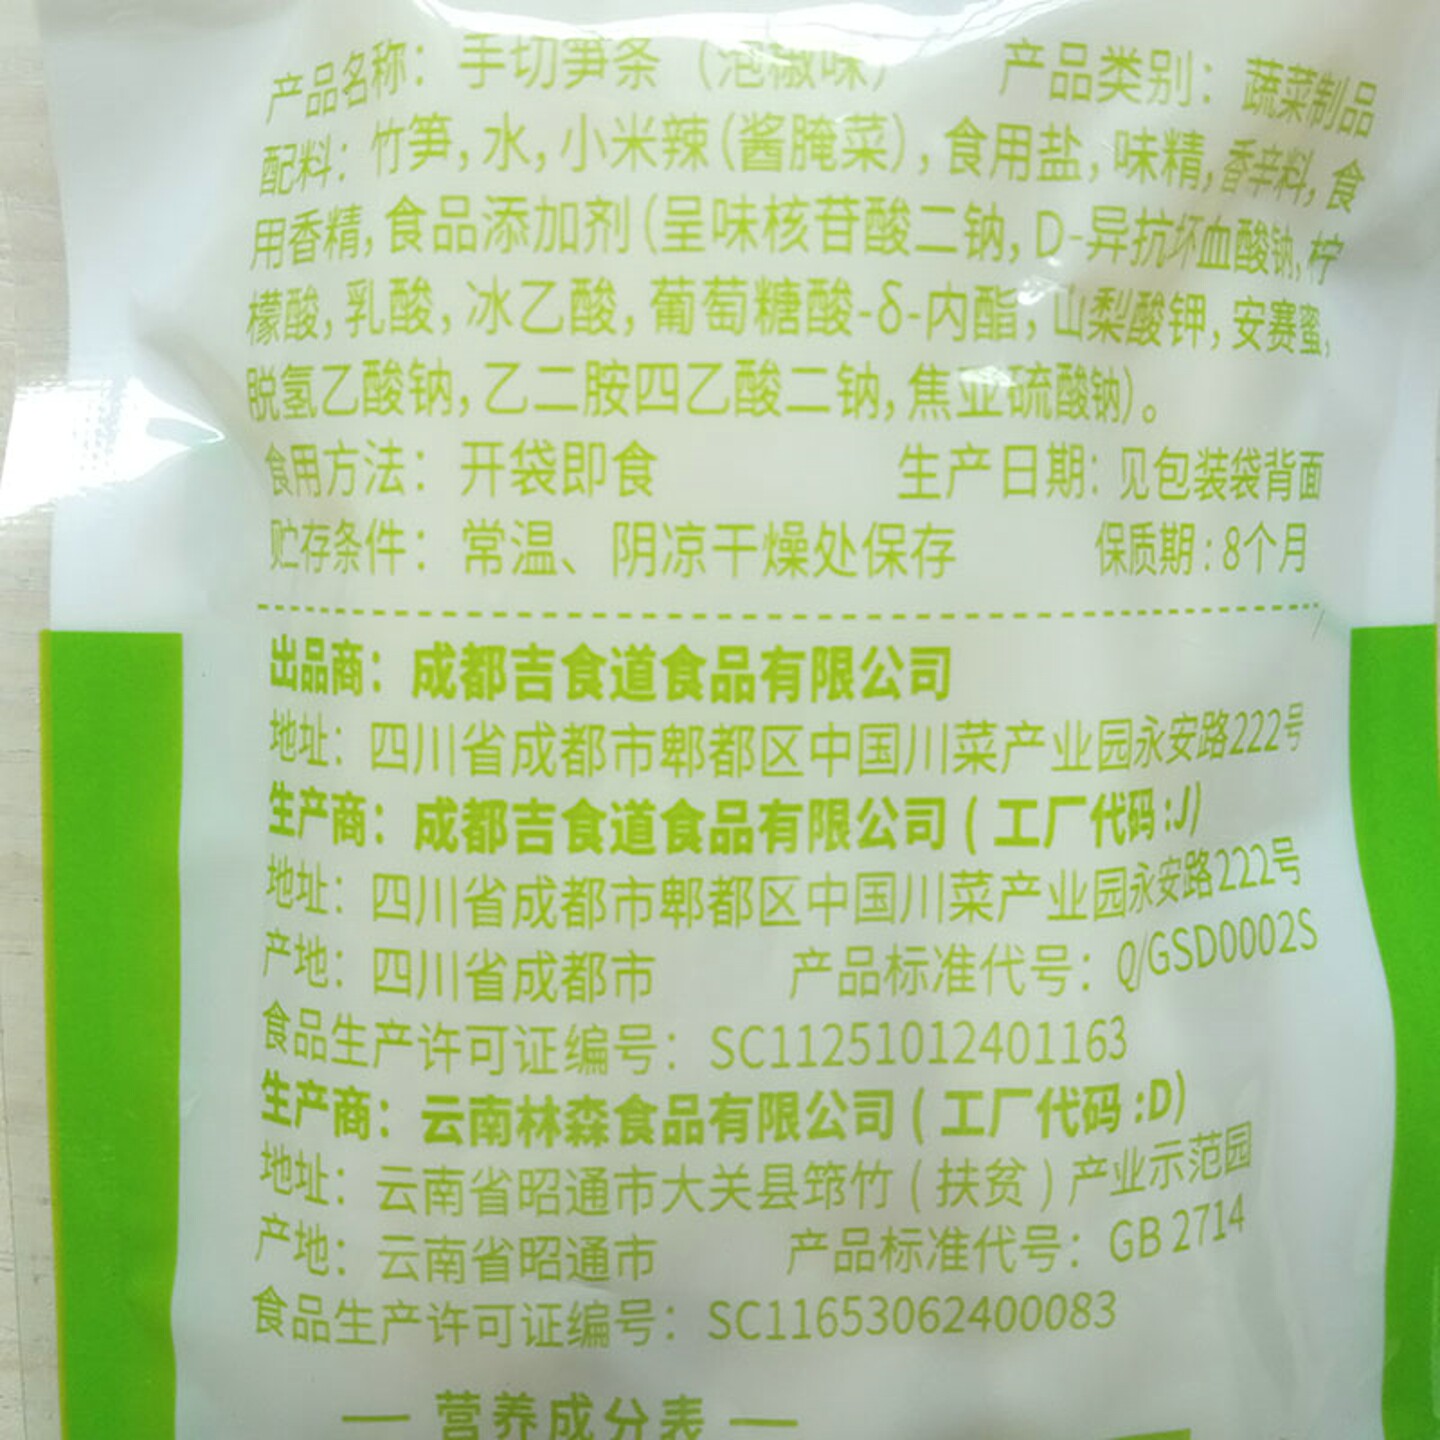 产品名称：手切笋条（泡椒味） 产品类别：蔬菜制品
配料：竹笋，水，小米辣（酱腌菜），食用盐，味精，香辛料，食
用香精，食品添加剂（呈味核苷酸二钠，D-异抗坏血酸钠，柠
檬酸，乳酸，冰乙酸，葡萄糖酸-δ-内酯，山梨酸钾，安赛蜜，
脱氢乙酸钠，乙二胺四乙酸二钠，焦亚硫酸钠）。
食用方法：开袋即食 生产日期：见包装袋背面
贮存条件：常温、阴凉干燥处保存 保质期：8个月
出品商：成都吉食道食品有限公司
地址：四川省成都市郫都区中国川菜产业园永安路222号
生产商：成都吉食道食品有限公司（工厂代码：J）
地址：四川省成都市郫都区中国川菜产业园永安路222号
产地：四川省成都市 产品标准代号：Q/GSD0002S
食品生产许可证编号：SC11251012401163
生产商：云南林森食品有限公司（工厂代码：D）
地址：云南省昭通市大关县筇竹（扶贫）产业示范园
产地：云南省昭通市 产品标准代号：GB 2714
食品生产许可证编号：SC11653062400083
— 营养成分表 —